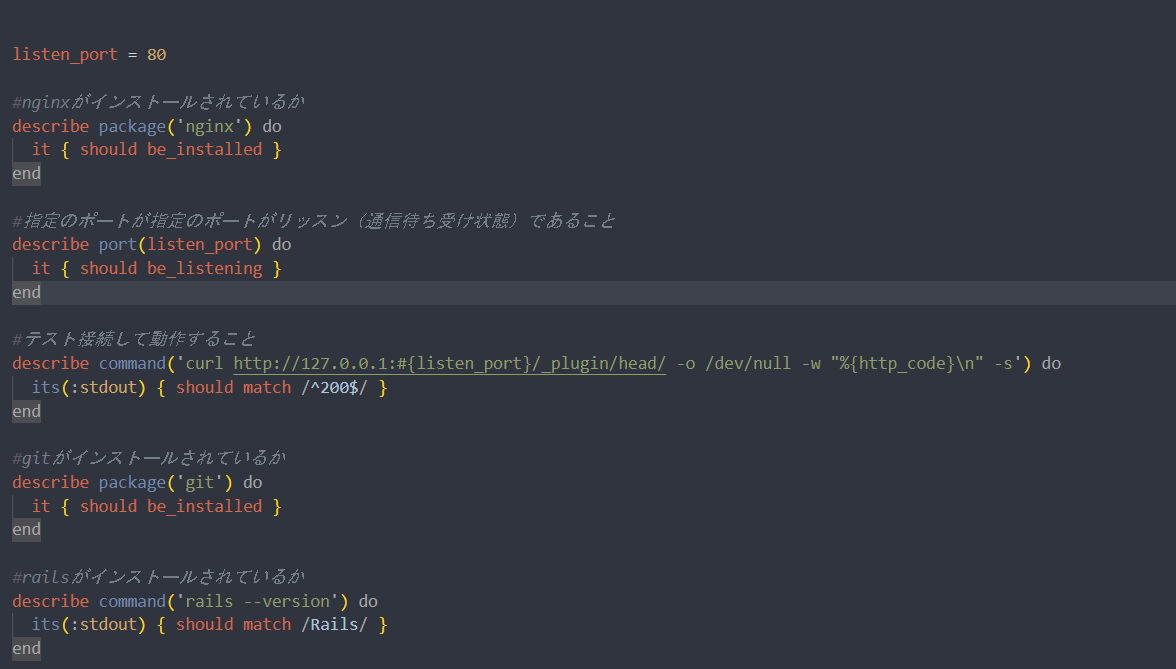 listen_port = 80
#nginxがインストールされているか
describe package('nginx') do
  it { should be_installed }
end
#指定のポートが指定のポートがリッスン（通信待ち受け状態）であること
describe port(listen_port) do
  it { should be_listening }
end
#テスト接続して動作すること
describe command('curl http://127.0.0.1:#{listen_port}/_plugin/head/ -o /dev/null -w "%{http_code}\n" -s') do
  its(:stdout) { should match /^200$/ }
end
#gitがインストールされているか
describe package('git') do
  it { should be_installed }
end
#railsがインストールされているか
describe command('rails --version') do
  its(:stdout) { should match /Rails/ }
end